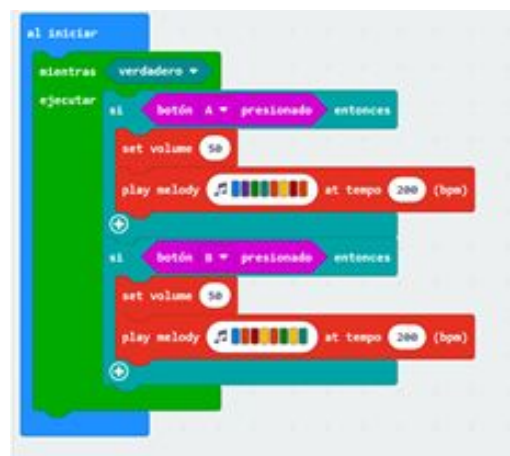 al iniciar
mientras verdadero
ejecutar
si botón A presionado entonces
set volume 50
play melody at tempo 200 (bpm)
si botón B presionado entonces
set volume 50
play melody at tempo 200 (bpm)